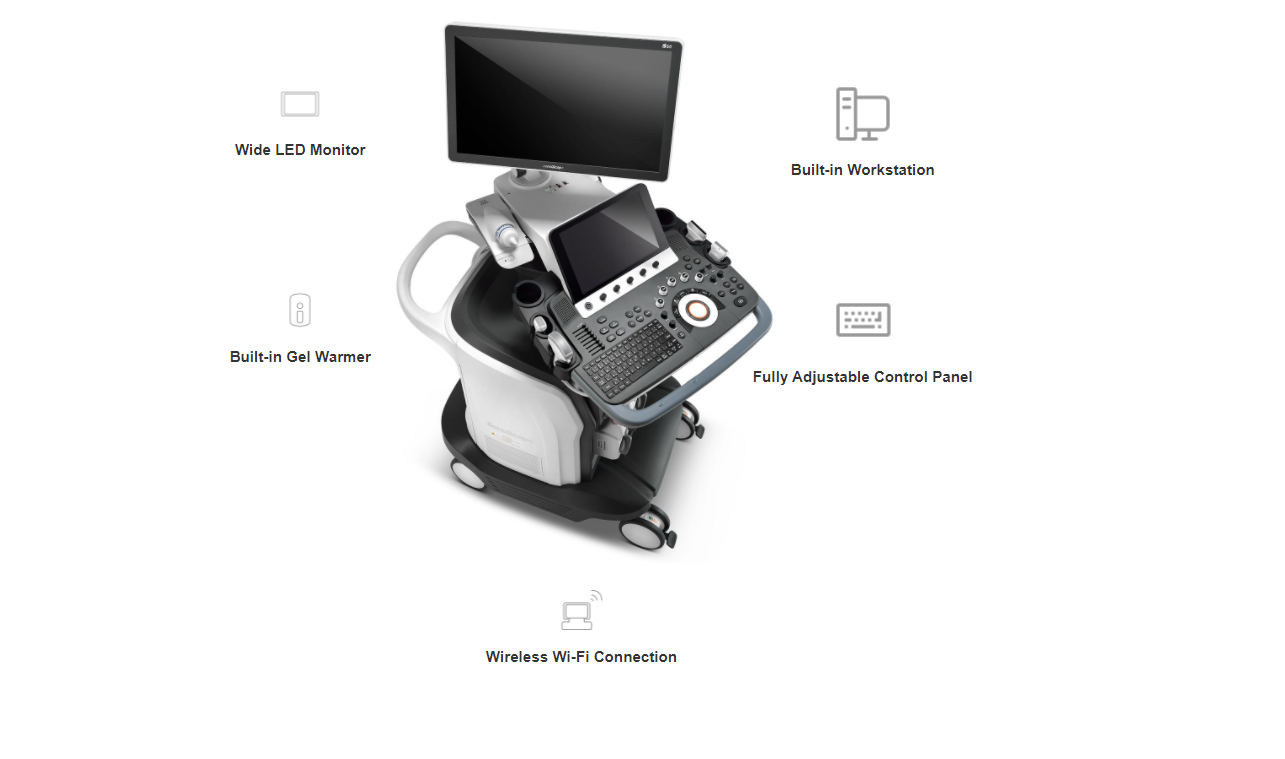 Wide LED Monitor
Built-in Workstation
Built-in Gel Warmer
Fully Adjustable Control Panel
Wireless Wi-Fi Connection